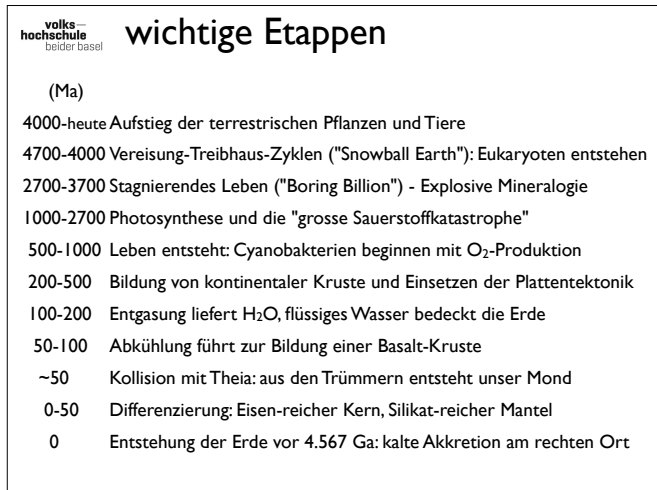 volks—
hochschule
beider basel
wichtige Etappen
(Ma)
4000-heute Aufstieg der terrestrischen Pflanzen und Tiere
4700-4000 Vereisung-Treibhaus-Zyklen ("Snowball Earth"): Eukaryoten entstehen
2700-3700 Stagnierendes Leben ("Boring Billion") - Explosive Mineralogie
1000-2700 Photosynthese und die "grosse Sauerstoffkatastrophe"
500-1000 Leben entsteht: Cyanobakterien beginnen mit O₂-Produktion
200-500 Bildung von kontinentaler Kruste und Einsetzen der Plattentektonik
100-200 Entgasung liefert H₂O, flüssiges Wasser bedeckt die Erde
50-100 Abkühlung führt zur Bildung einer Basalt-Kruste
~50 Kollision mit Theia: aus den Trümmern entsteht unser Mond
0-50 Differenzierung: Eisen-reicher Kern, Silikat-reicher Mantel
0 Entstehung der Erde vor 4.567 Ga: kalte Akkretion am rechten Ort